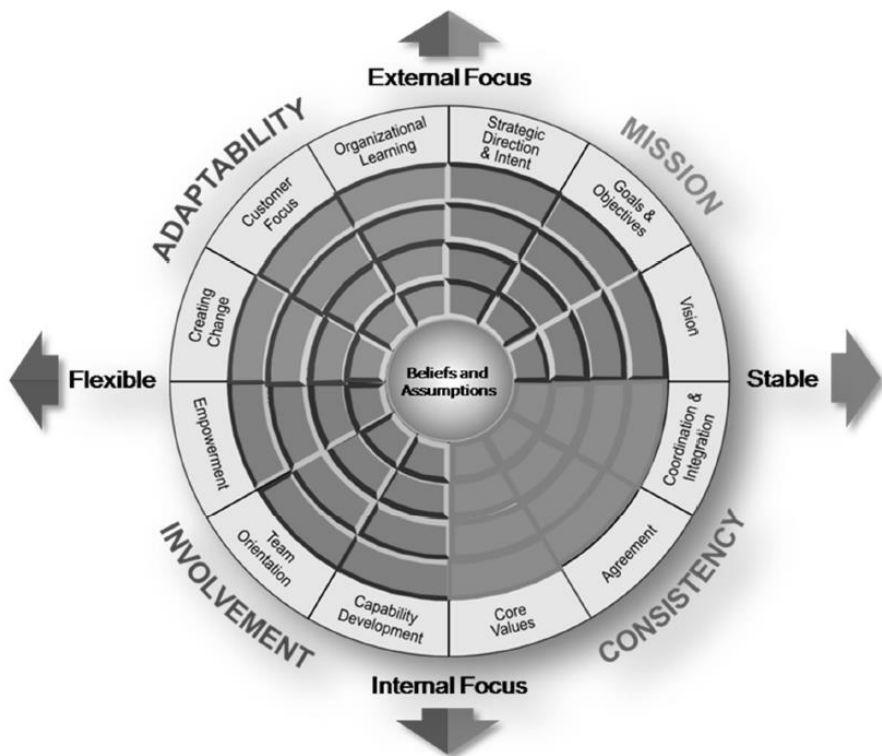 External Focus
ADAPTABILITY
MISSION
Organizational
Learning
Strategic
Direction
& Intent
Customer
Focus
Goals &
Objectives
Creating
Change
Vision
Flexible
Beliefs and
Assumptions
Stable
Empowerment
Coordination &
Integration
Team
Orientation
Agreement
Capability
Development
Core
Values
INVOLVEMENT
CONSISTENCY
Internal Focus